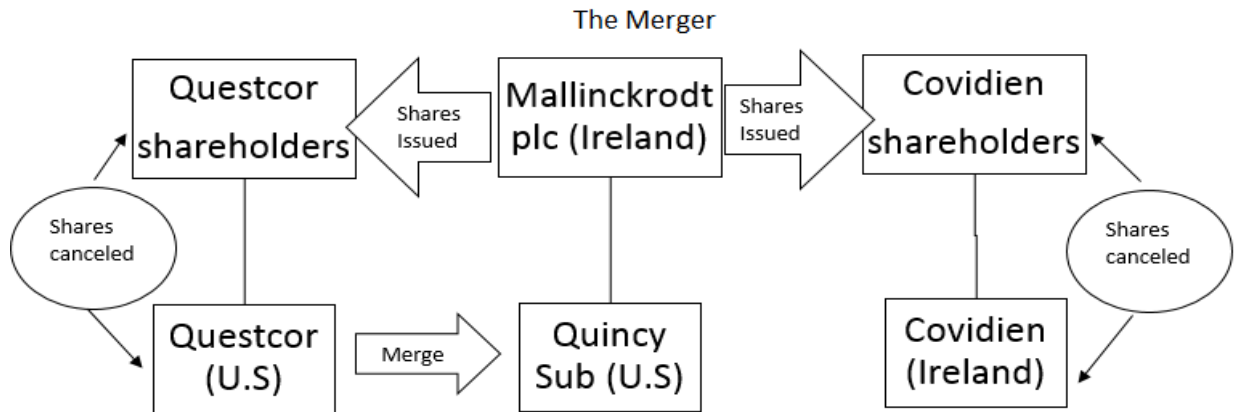 The Merger
Questcor
shareholders
Shares
Issued
Mallinckrodt
plc (Ireland)
Shares
Issued
Covidien
shareholders
Shares
canceled
Shares
canceled
Questcor
(U.S)
Merge
Quincy
Sub (U.S)
Covidien
(Ireland)